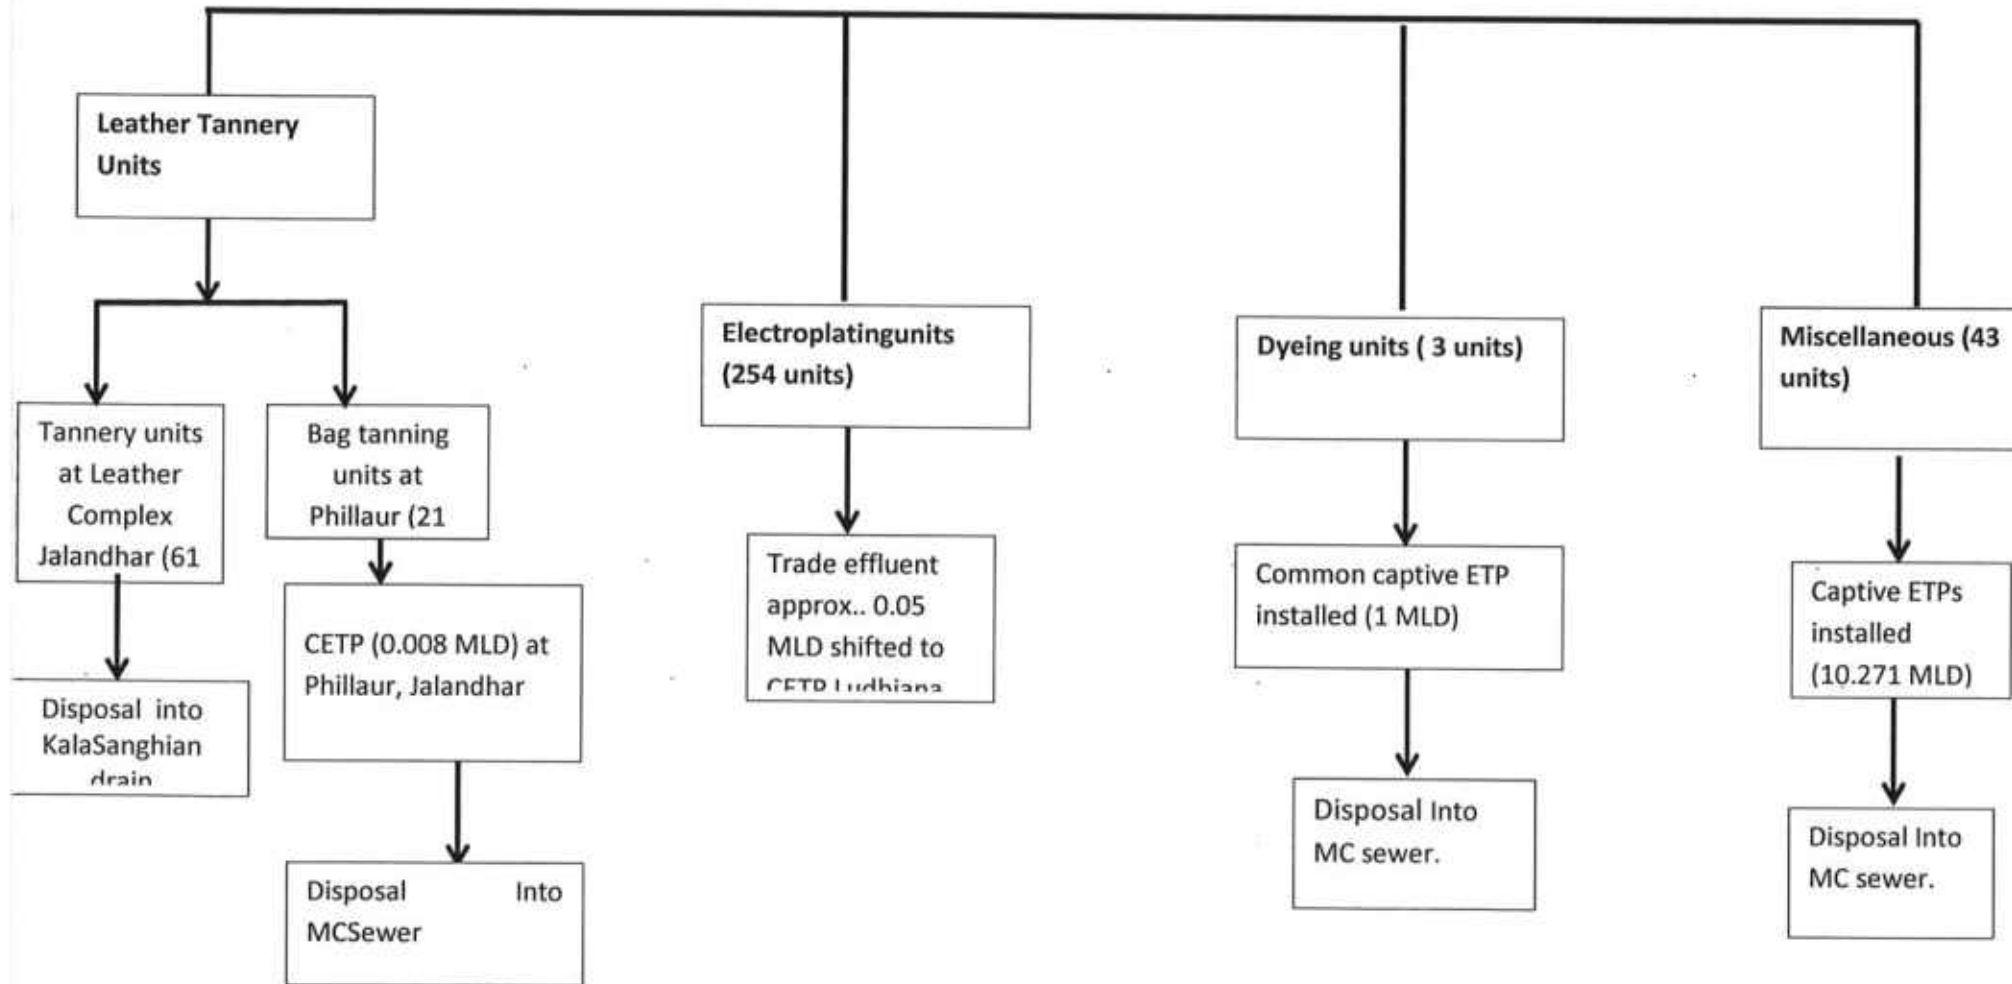 Leather Tannery
Units
Electroplatingunits
(254 units)
Dyeing units ( 3 units)
Miscellaneous (43
units)
Tannery units
at Leather
Complex
Jalandhar (61
Bag tanning
units at
Phillaur (21
CETP (0.008 MLD) at
Phillaur, Jalandhar
Trade effluent
approx.. 0.05
MLD shifted to
CETP Ludhiana
Common captive ETP
installed (1 MLD)
Captive ETPs
installed
(10.271 MLD)
Disposal into
KalaSanghian
drain
Disposal Into
MCSewer
Disposal Into
MC sewer.
Disposal Into
MC sewer.